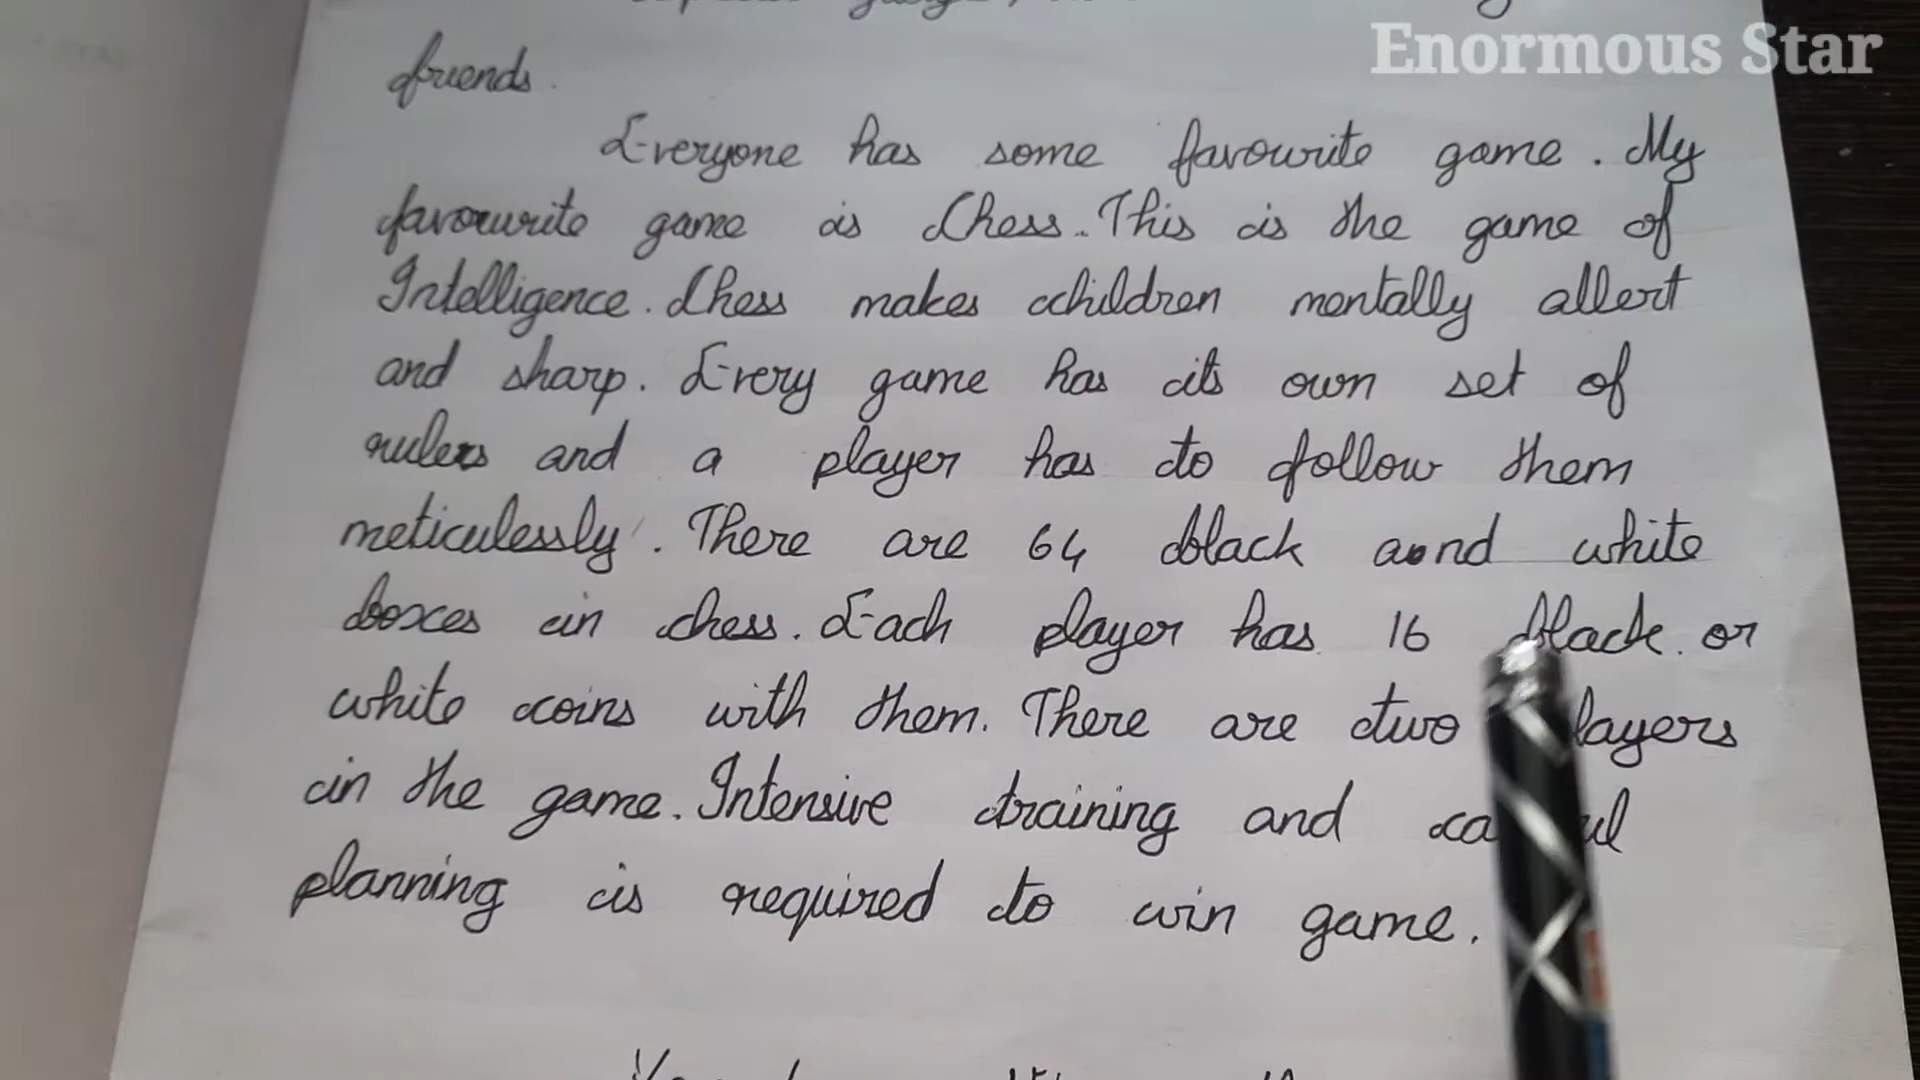 Enormous Star
friends.
Everyone has some favourite game. My
favourite game is Chess. This is the game of
Intelligence. Chess makes children mentally allert
and sharp. Every game has its own set of
rules and a player has to follow them
meticulessly. There are 64 black and white
boxes in chess. Each player has 16 black or
white coins with them. There are two layers
in the game. Intensive training and
planning is required to win game.